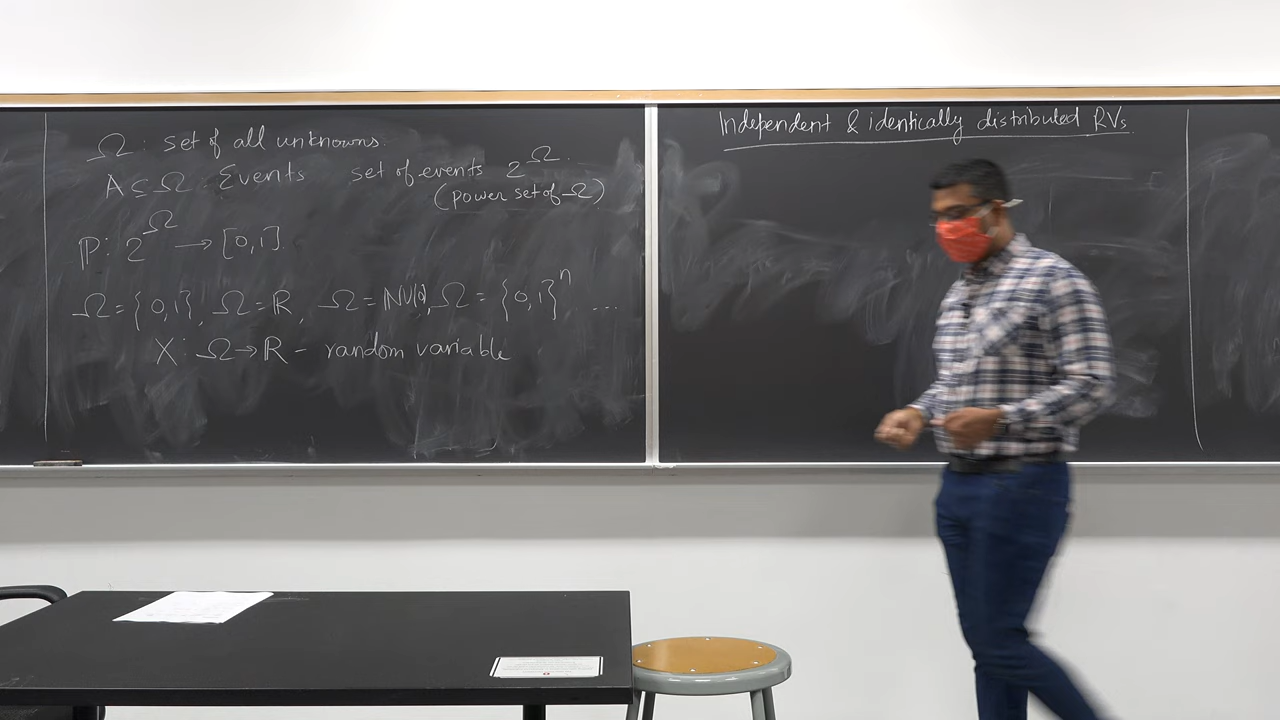 Ω: set of all unknowns.
A ⊆ Ω. Events set of events 2^Ω.
(power set of Ω)
ℙ: 2^Ω → [0,1].
Ω = {0,1}, Ω = ℝ, Ω = ℕ Ω = {0,1}^n ...
X: Ω → ℝ - random variable
Independent & identically distributed RVs